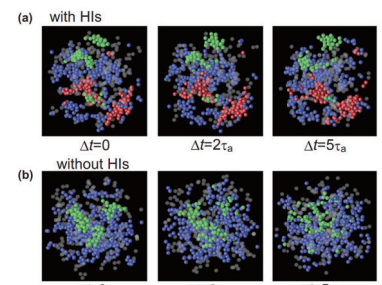 (a) with HIs
Δt=0 Δt=2τa Δt=5τa
without HIs
(b)